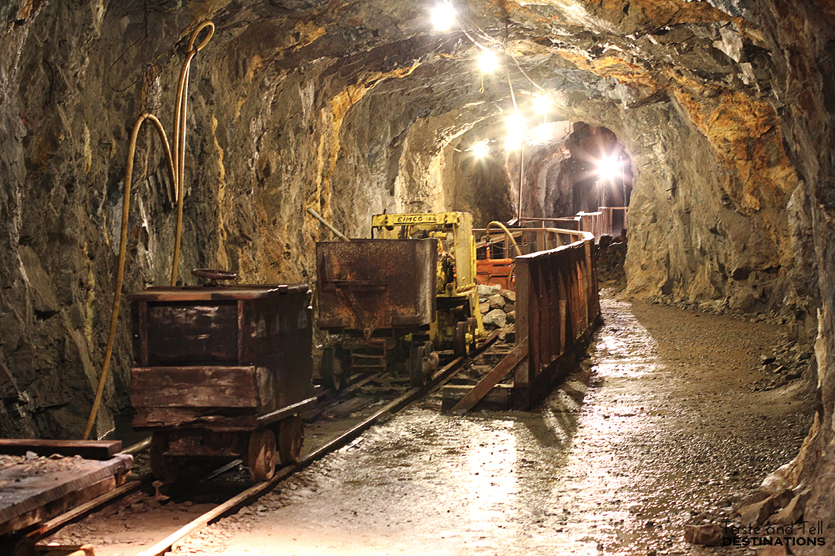 EIMCO
Taste and Tell
DESTINATIONS